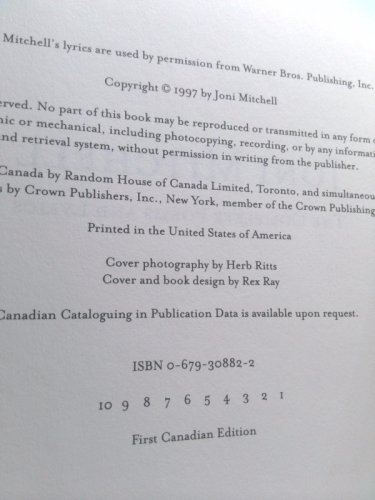 Mitchell's lyrics are used by permission from Warner Bros. Publishing, Inc.
Copyright © 1997 by Joni Mitchell
erved. No part of this book may be reproduced or transmitted in any form o
nic or mechanical, including photocopying, recording, or by any informati
and retrieval system, without permission in writing from the publisher.
Canada by Random House of Canada Limited, Toronto, and simultaneou
s by Crown Publishers, Inc., New York, member of the Crown Publishing
Printed in the United States of America
Cover photography by Herb Ritts
Cover and book design by Rex Ray
Canadian Cataloguing in Publication Data is available upon request.
ISBN 0-679-30882-2
10 9 8 7 6 5 4 3 2 1
First Canadian Edition